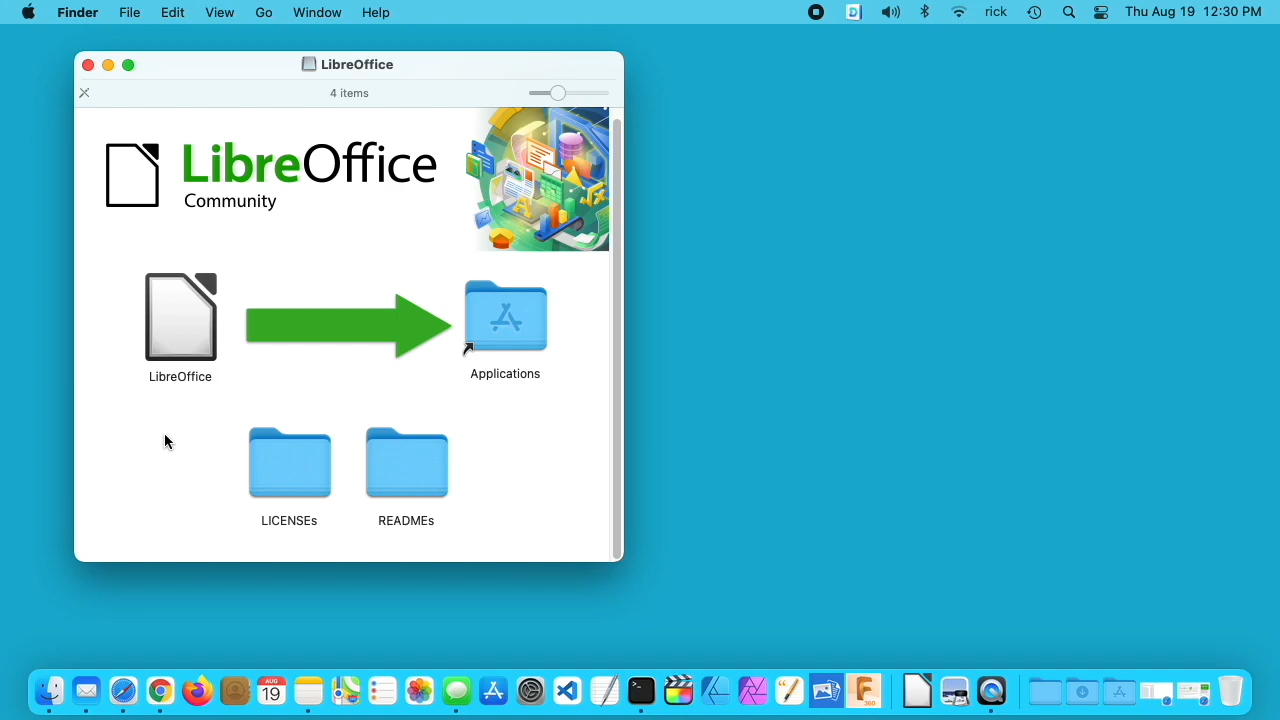 Finder File Edit View Go Window Help D rick Thu Aug 19 12:30 PM
LibreOffice
4 items
LibreOffice
Community
LibreOffice
Applications
LICENSEs
READMEs
AUG
19
360